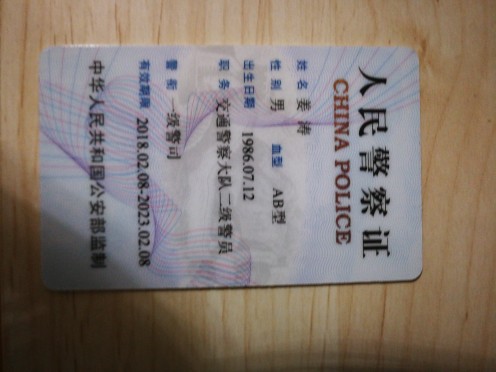 人民警察证
CHINA POLICE
姓名 姜涛
性别 男 血型 AB型
出生日期 1986.07.12
职务 交通警察大队二级警员
警衔 一级警司
有效期限 2018.02.08-2023.02.08
中华人民共和国公安部监制